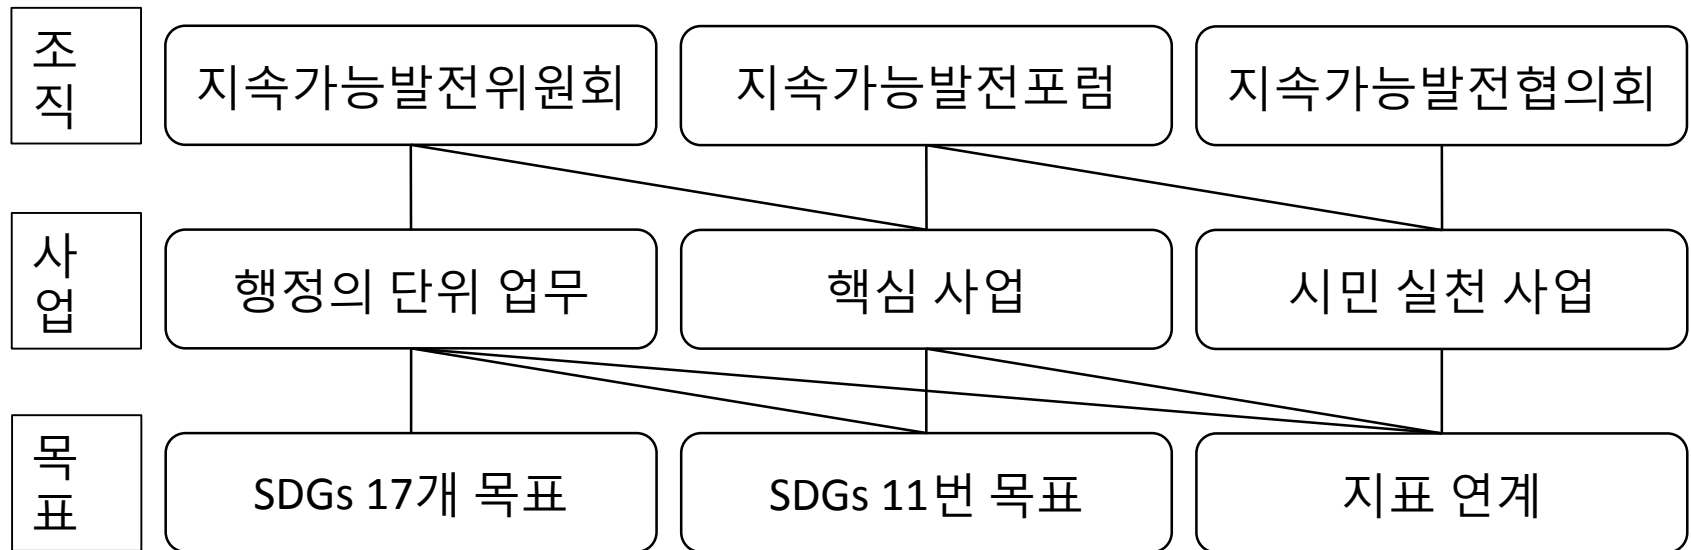 조
직
지속가능발전위원회
지속가능발전포럼
지속가능발전협의회
사
업
행정의 단위 업무
핵심 사업
시민 실천 사업
목
표
SDGs 17개 목표
SDGs 11번 목표
지표 연계